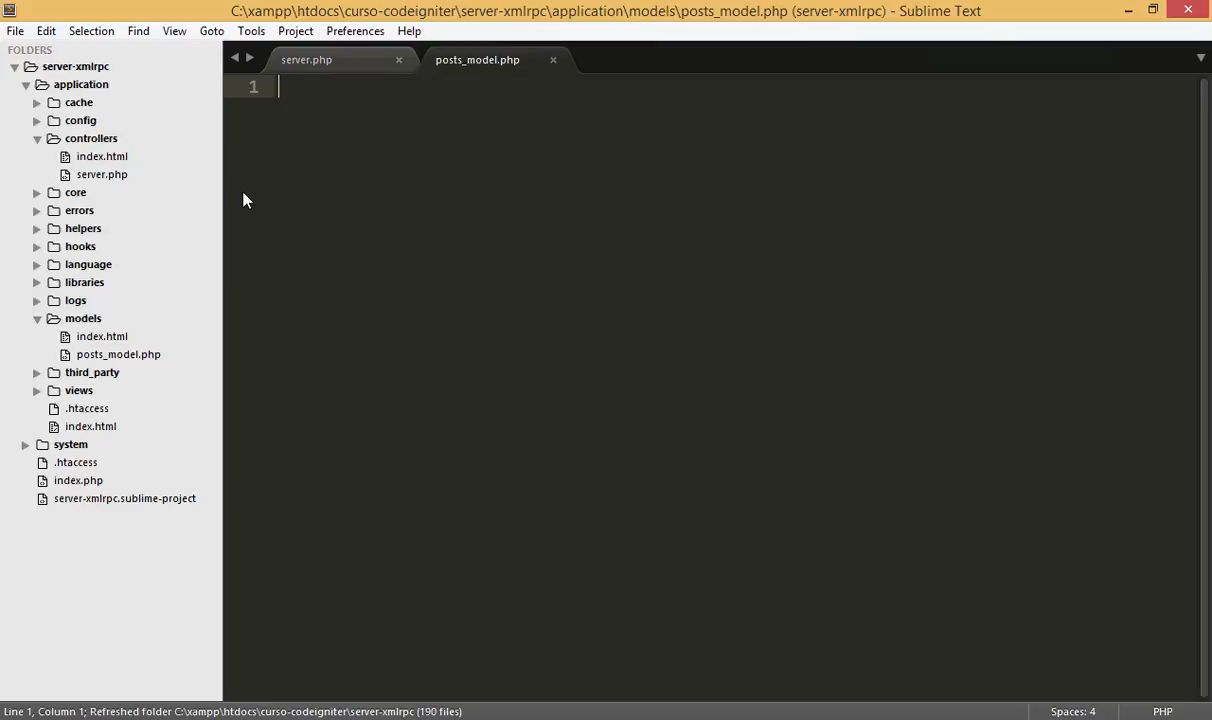 C:\xampp\htdocs\curso-codeigniter\server-xmlrpc\application\models\posts_model.php (server-xmlrpc) - Sublime Text
File Edit Selection Find View Goto Tools Project Preferences Help
FOLDERS
server.php
posts_model.php
server-xmlrpc
application
cache
config
controllers
index.html
server.php
core
errors
helpers
hooks
language
libraries
logs
models
index.html
posts_model.php
third_party
views
.htaccess
index.html
system
.htaccess
index.php
server-xmlrpc.sublime-project
1
Line 1, Column 1; Refreshed folder C:\xampp\htdocs\curso-codeigniter\server-xmlrpc (190 files)
Spaces: 4
PHP